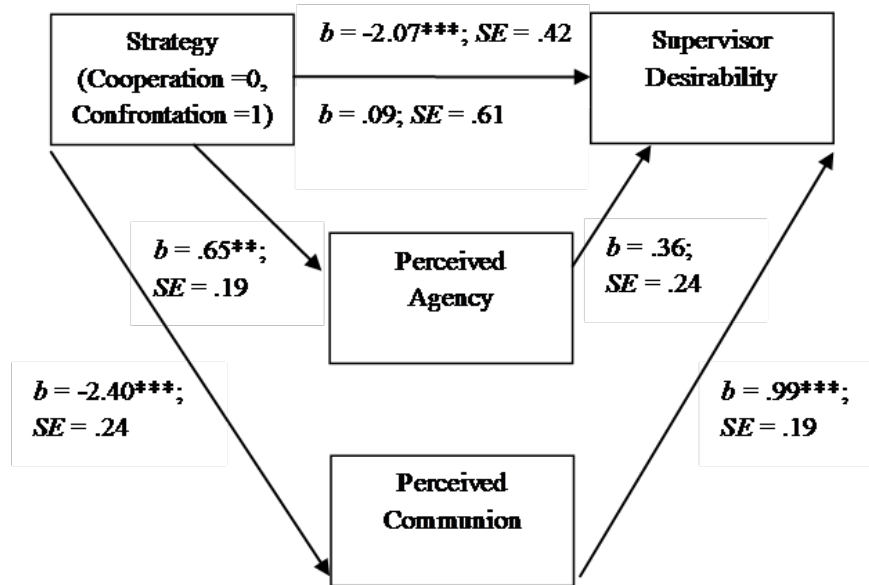 Strategy
(Cooperation =0,
Confrontation =1)
b = -2.07***; SE = .42
b = .09; SE = .61
Supervisor
Desirability
b = .65**;
SE = .19
Perceived
Agency
b = .36;
SE = .24
b = -2.40***;
SE = .24
b = .99***;
SE = .19
Perceived
Communion